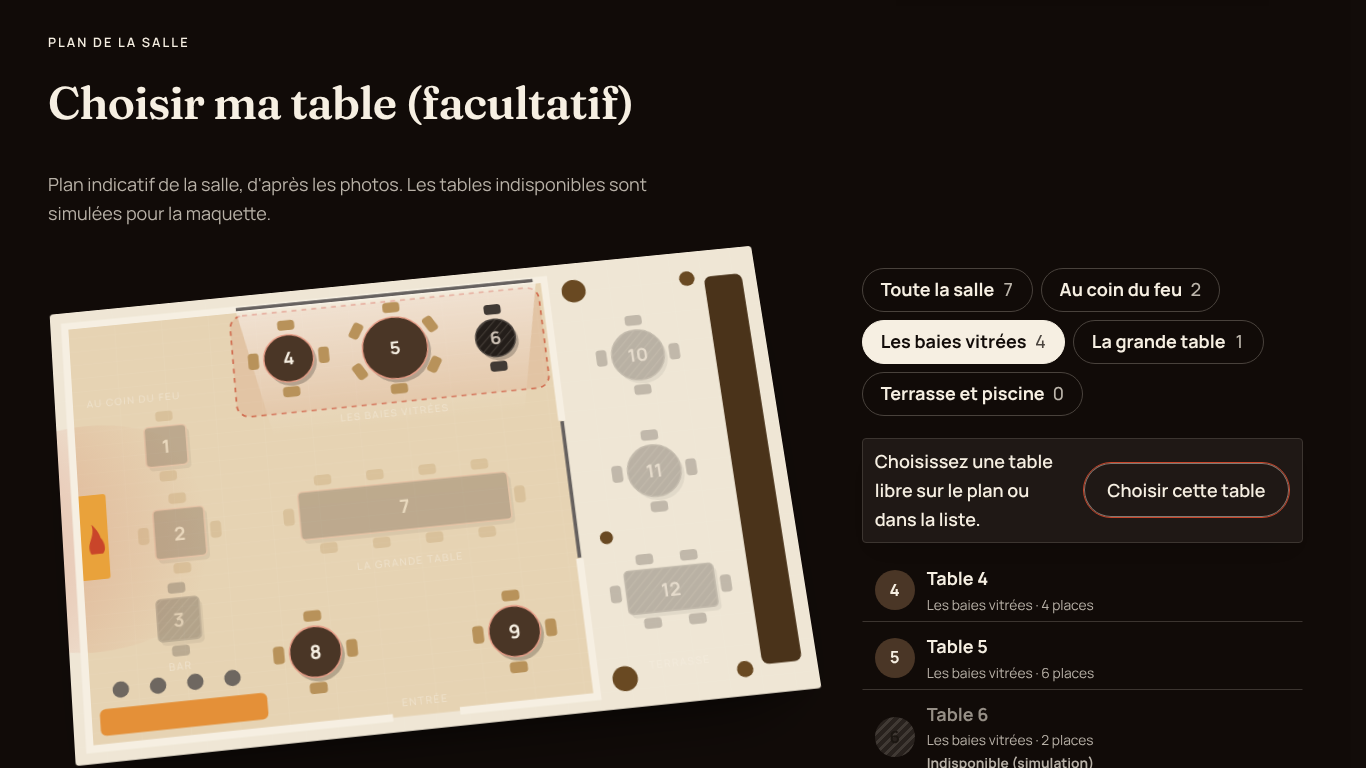 PLAN DE LA SALLE
Choisir ma table (facultatif)
Plan indicatif de la salle, d'après les photos. Les tables indisponibles sont
simulées pour la maquette.
Toute la salle 7
Au coin du feu 2
Les baies vitrées 4
La grande table 1
Terrasse et piscine 0
Choisissez une table
libre sur le plan ou
dans la liste.
Choisir cette table
4
Table 4
Les baies vitrées · 4 places
5
Table 5
Les baies vitrées · 6 places
6
Table 6
Les baies vitrées · 2 places
Indisponible (simulation)
4
5
6
10
AU COIN DU FEU
LES BAIES VITRÉES
1
11
7
2
LA GRANDE TABLE
12
3
9
8
BAR
ENTRÉE